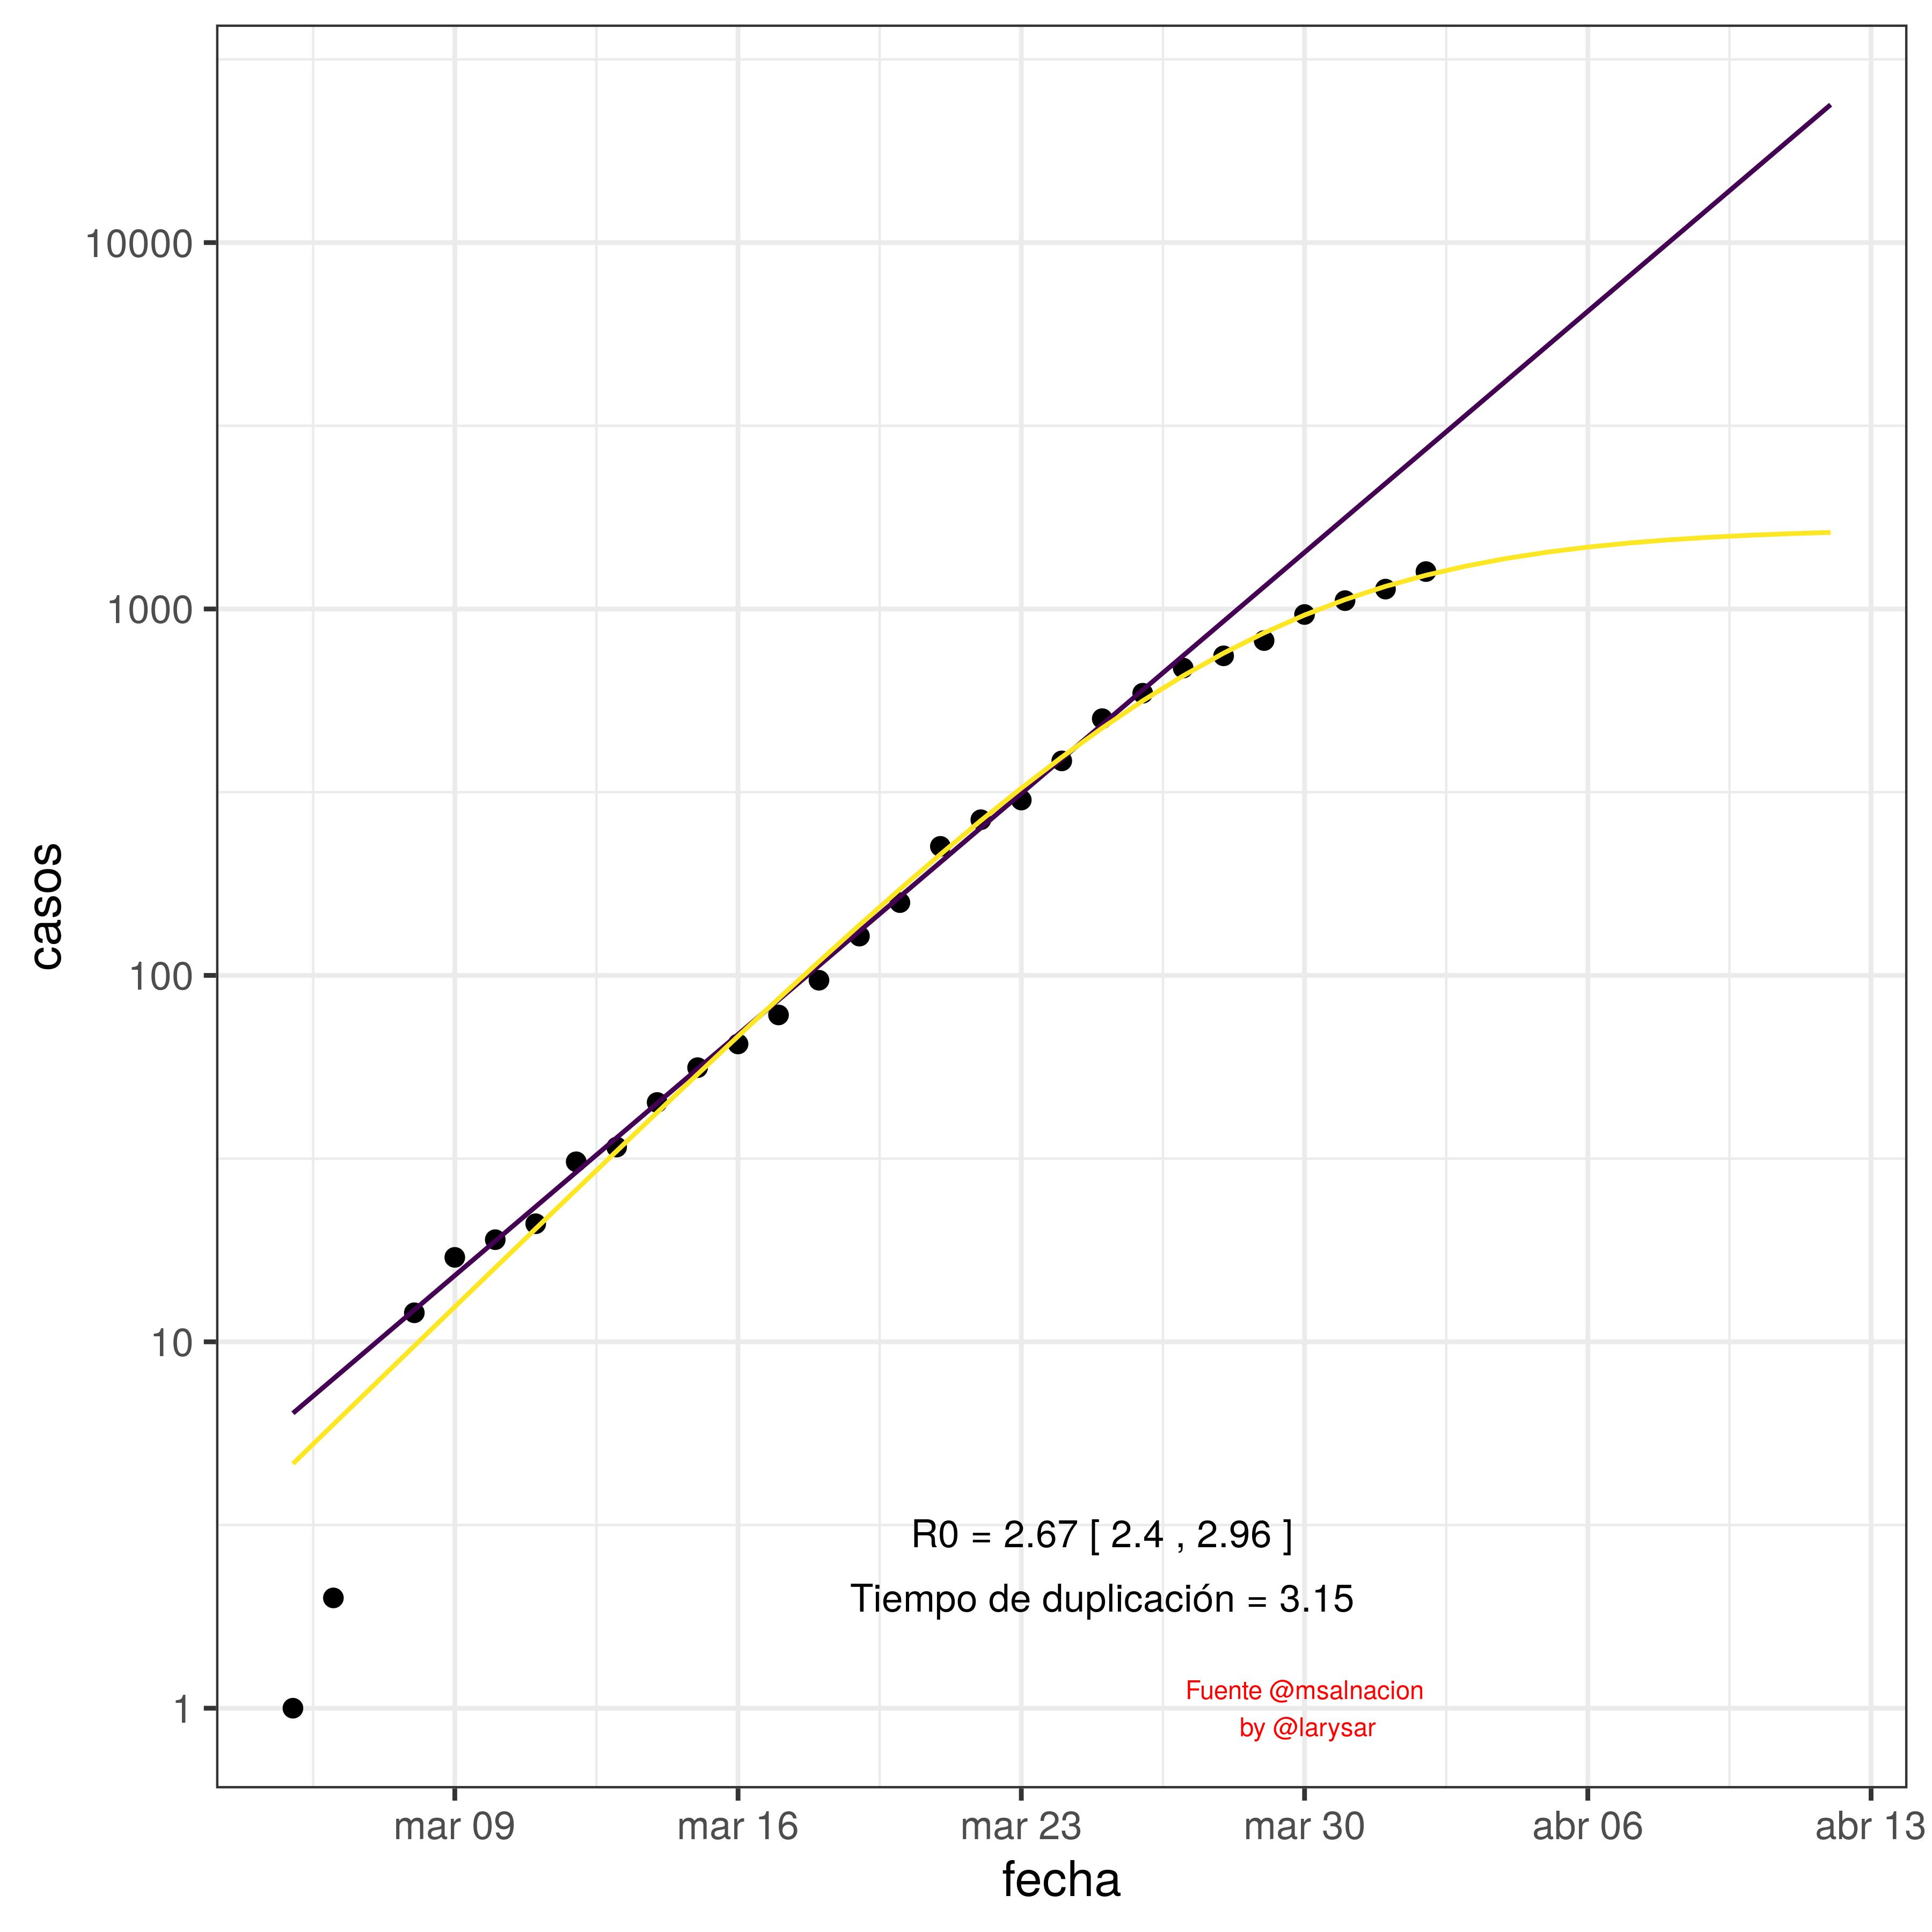 10000
1000
100
10
1
casos
R0 = 2.67 [ 2.4 , 2.96 ]
Tiempo de duplicación = 3.15
Fuente @msalnacion
by @larysar
mar 09 mar 16 mar 23 mar 30 abr 06 abr 13
fecha